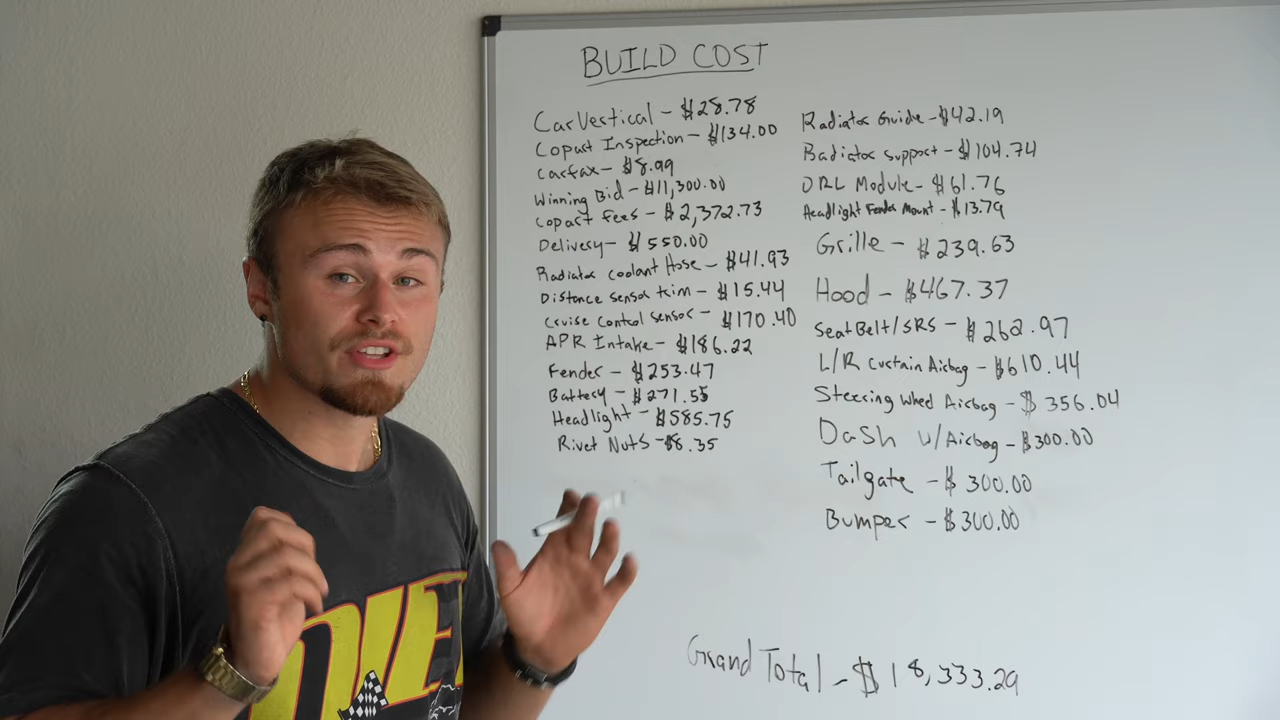 BUILD COST
CarVertical - $28.78
Copart Inspection - $134.00
Carfax - $8.99
Winning Bid - $11,300.00
Copart Fees - $2,372.73
Delivery - $550.00
Radiator Coolant Hose - $41.93
Distance sensor trim - $15.44
Cruise Control sensor - $170.40
APR Intake - $186.22
Fender - $253.47
Battery - $271.55
Headlight - $585.75
Rivet Nuts - $8.35
Radiator Guide - $42.19
Radiator support - $104.74
DRL Module - $61.76
Headlight Fender Mount - $13.79
Grille - $239.63
Hood - $467.37
SeatBelt/SRS - $262.97
L/R Curtain Airbag - $610.44
Steering Wheel Airbag - $356.04
Dash w/Airbag - $300.00
Tailgate - $300.00
Bumper - $300.00
Grand Total - $18,333.29